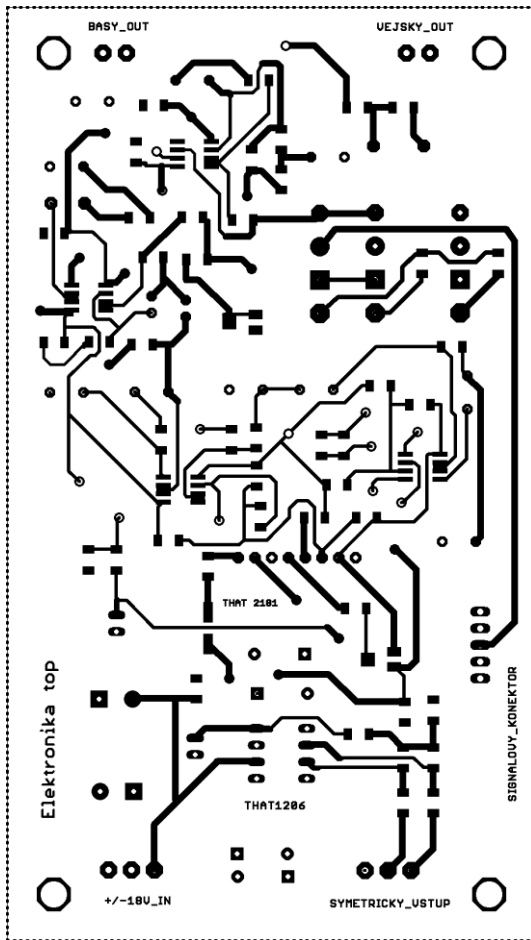 BASY_OUT
VEJSKY_OUT
THAT 2181
Elektronika top
SIGNALOVY_KONEKTOR
THAT1206
+/-18V_IN
SYMETRICKY_VSTUP